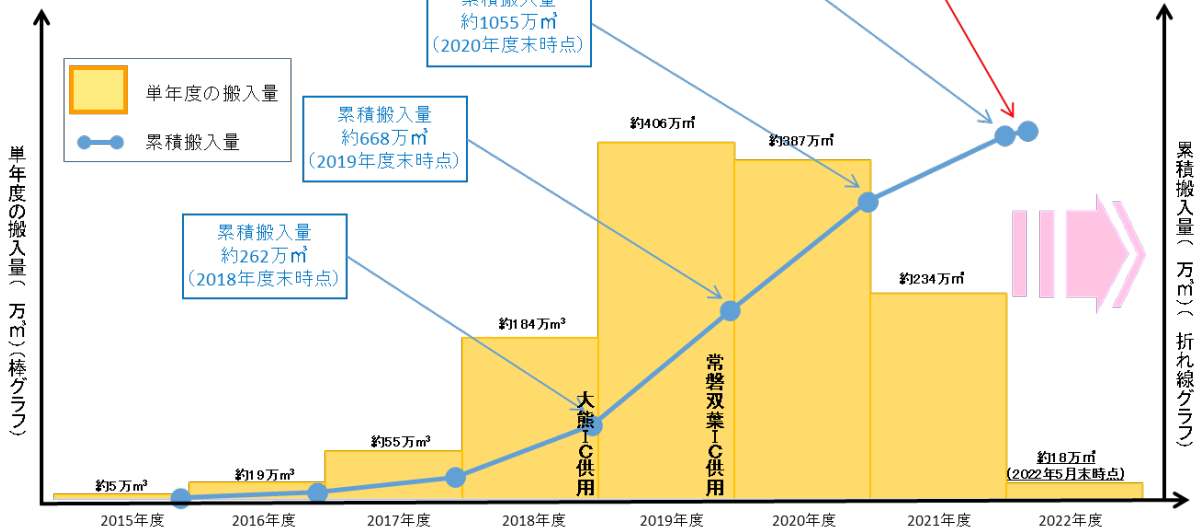 累積搬入量
約1055万㎥
(2020年度末時点)
単年度の搬入量
累積搬入量
累積搬入量
約668万㎥
(2019年度末時点)
累積搬入量
約262万㎥
(2018年度末時点)
単年度の搬入量(万㎥)(棒グラフ)
累積搬入量(万㎥)(折れ線グラフ)
約5万m³
約19万m³
約55万m³
約184万m³
約406万㎥
約387万㎥
約234万㎥
約18万㎥
(2022年5月末時点)
大熊IC供用
常磐双葉IC供用
2015年度
2016年度
2017年度
2018年度
2019年度
2020年度
2021年度
2022年度